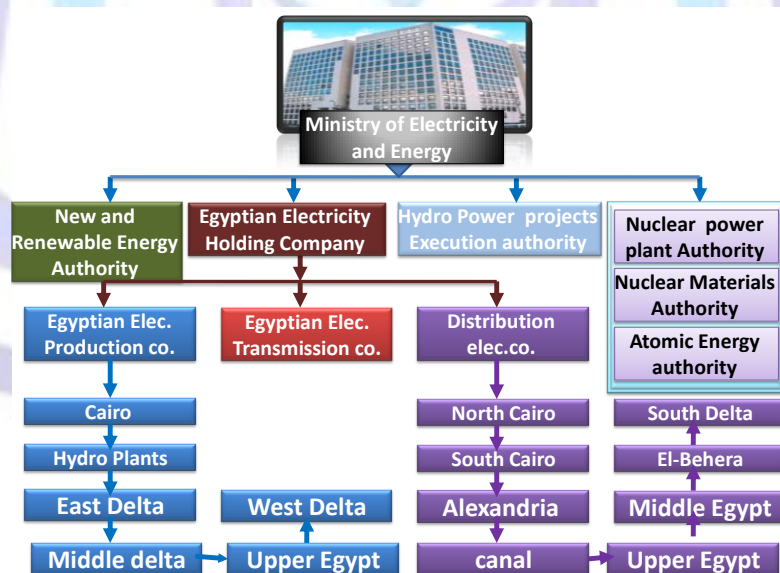 Ministry of Electricity
and Energy
New and
Renewable Energy
Authority
Egyptian Electricity
Holding Company
Hydro Power projects
Execution authority
Nuclear power
plant Authority
Nuclear Materials
Authority
Atomic Energy
authority
Egyptian Elec.
Production co.
Egyptian Elec.
Transmission co.
Distribution
elec.co.
Cairo
Hydro Plants
East Delta
Middle delta
Upper Egypt
West Delta
North Cairo
South Cairo
Alexandria
canal
Upper Egypt
Middle Egypt
El-Behera
South Delta